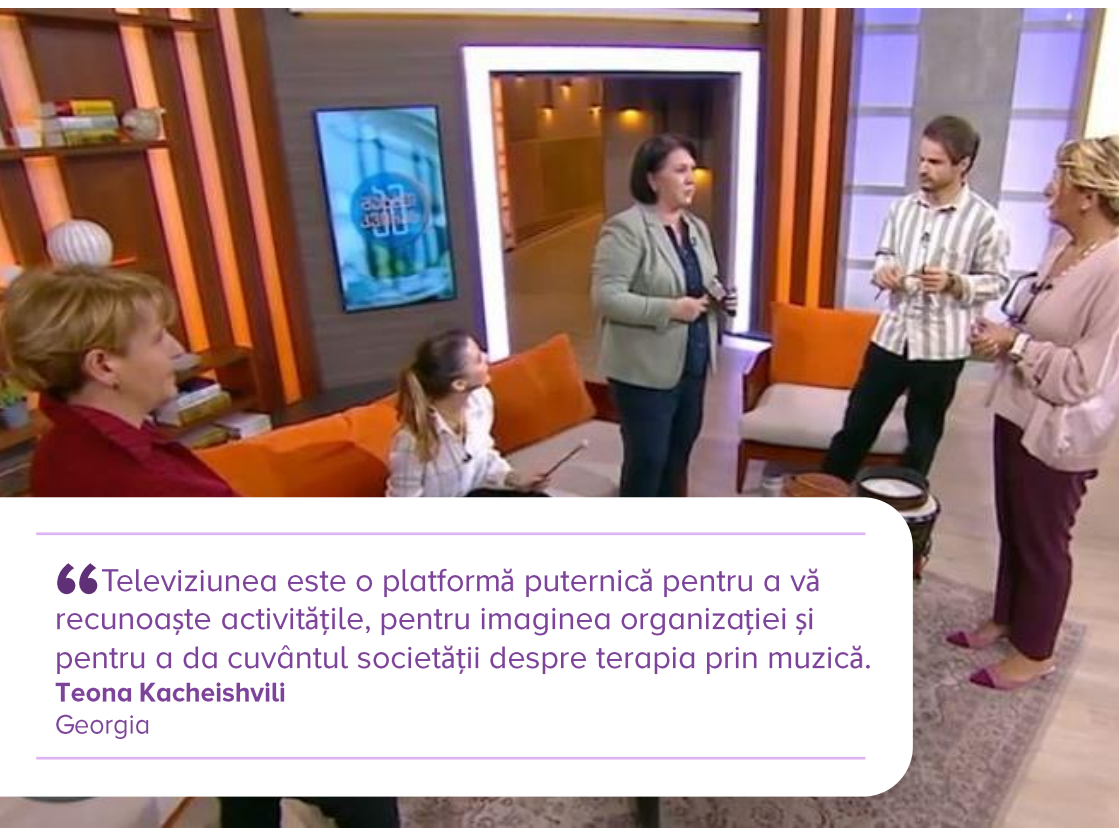 “Televiziunea este o platformă puternică pentru a vă
recunoaște activitățile, pentru imaginea organizației și
pentru a da cuvântul societății despre terapia prin muzică.
Teona Kacheishvili
Georgia